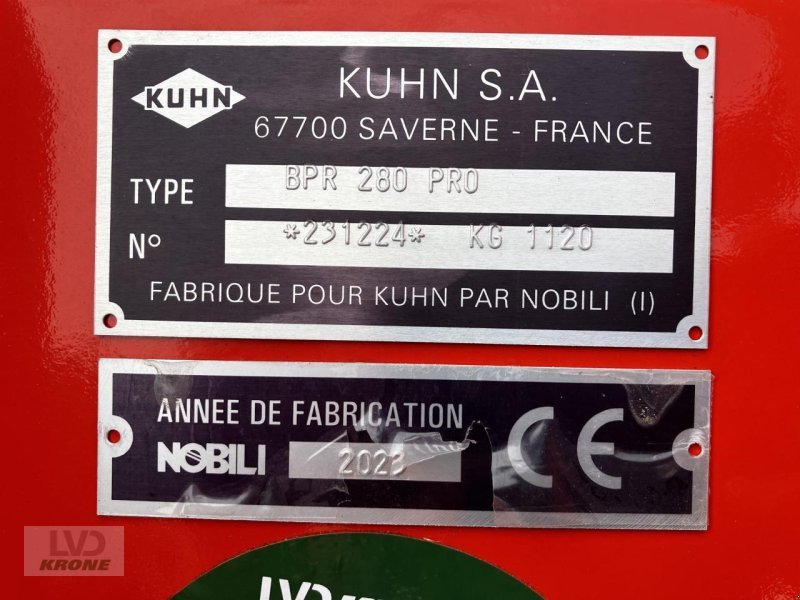 KUHN
KUHN S.A.
67700 SAVERNE - FRANCE
TYPE BPR 280 PRO
N° *231224* KG 1120
FABRIQUE POUR KUHN PAR NOBILI (I)
ANNEE DE FABRICATION
NOBILI 2023
CE
LVD
KRONE